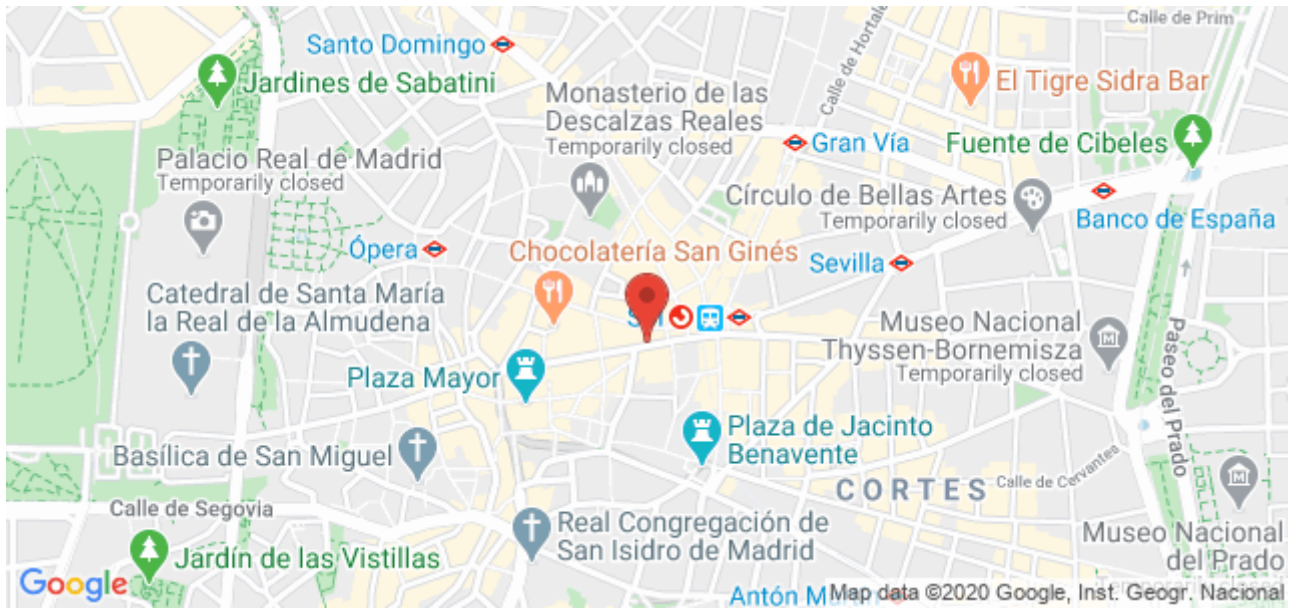 Calle de Prim
Santo Domingo
Calle de Hortale
Jardines de Sabatini
El Tigre Sidra Bar
Monasterio de las
Descalzas Reales
Temporarily closed
Gran Vía
Fuente de Cibeles
Palacio Real de Madrid
Temporarily closed
Círculo de Bellas Artes
Temporarily closed
Banco de España
Ópera
Chocolatería San Ginés
Sevilla
Catedral de Santa María
la Real de la Almudena
Museo Nacional
Thyssen-Bornemisza
Temporarily closed
Paseo del Prado
Plaza Mayor
Plaza de Jacinto
Benavente
Basílica de San Miguel
CORTES
Calle de Cervantes
Calle de Segovia
Real Congregación de
San Isidro de Madrid
Museo Nacional
del Prado
Jardín de las Vistillas
Google
Antón
Map data ©2020 Google, Inst. Geogr. Nacional